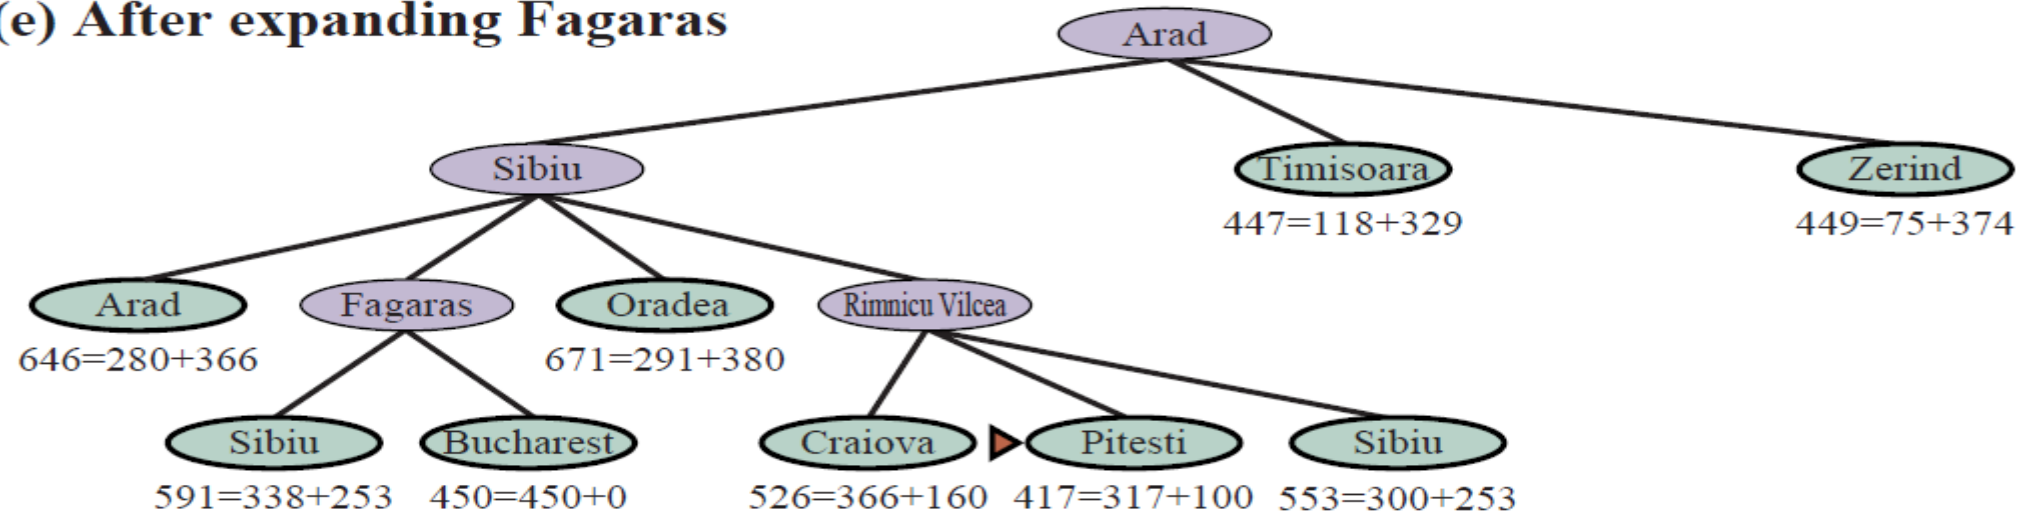 (e) After expanding Fagaras
Arad
Sibiu
Timisoara
Zerind
447=118+329
449=75+374
Arad
Fagaras
Oradea
Rimnicu Vilcea
646=280+366
671=291+380
Sibiu
Bucharest
Craiova
Pitesti
Sibiu
591=338+253
450=450+0
526=366+160
417=317+100
553=300+253